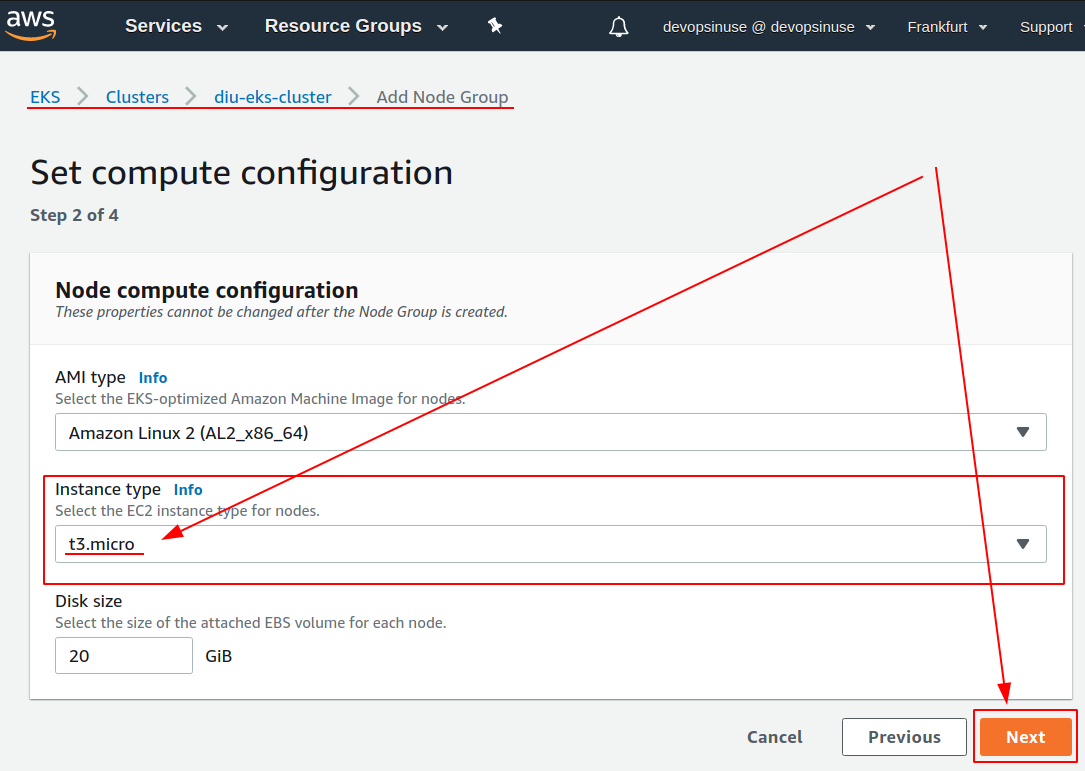 aws Services Resource Groups devopsinuse @ devopsinuse Frankfurt Support
EKS Clusters diu-eks-cluster Add Node Group
Set compute configuration
Step 2 of 4
Node compute configuration
These properties cannot be changed after the Node Group is created.
AMI type Info
Select the EKS-optimized Amazon Machine Image for nodes.
Amazon Linux 2 (AL2_x86_64)
Instance type Info
Select the EC2 instance type for nodes.
t3.micro
Disk size
Select the size of the attached EBS volume for each node.
20 GiB
Cancel Previous Next